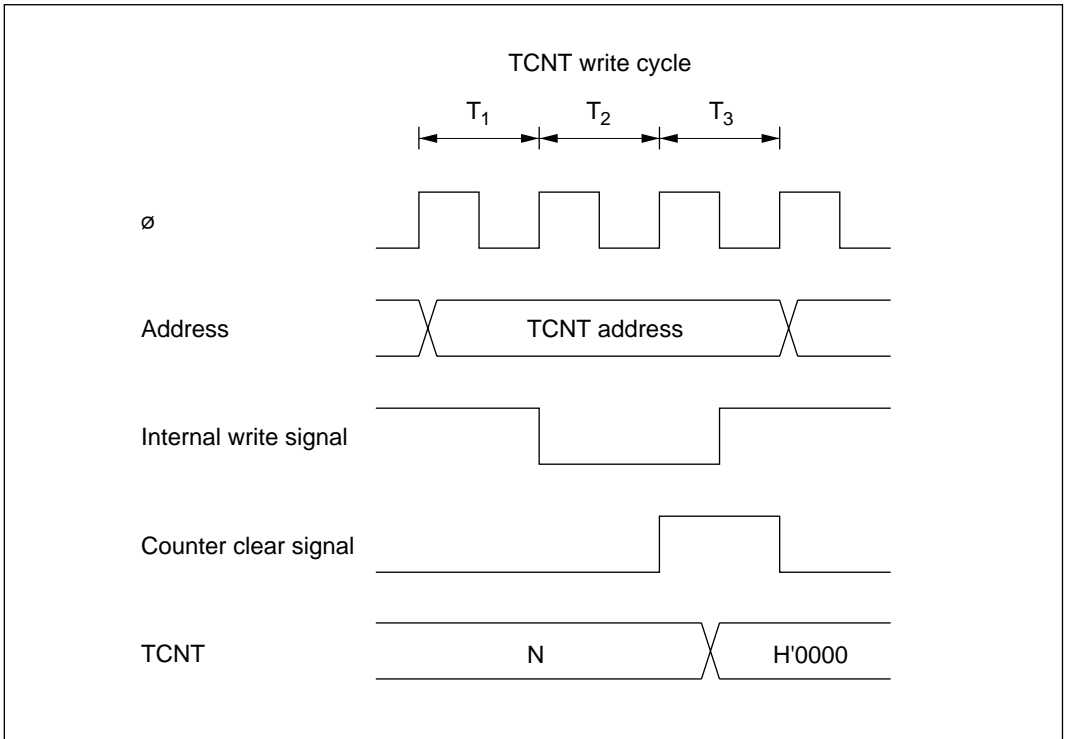 TCNT write cycle
T1 T2 T3
ø
Address
TCNT address
Internal write signal
Counter clear signal
TCNT
N
H'0000